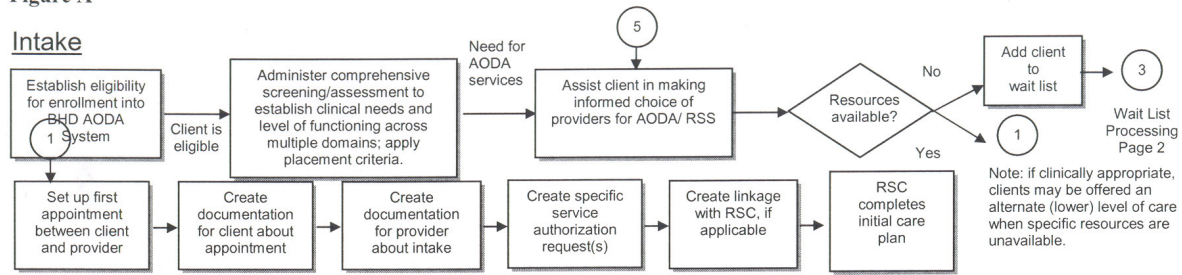 Figure A
Intake
Establish eligibility
for enrollment into
BHD AODA
System
1
Client is
eligible
Administer comprehensive
screening/assessment to
establish clinical needs and
level of functioning across
multiple domains; apply
placement criteria.
Need for
AODA
services
5
Assist client in making
informed choice of
providers for AODA/ RSS
Resources
available?
No
Yes
Add client
to
wait list
3
Wait List
Processing
Page 2
1
Note: if clinically appropriate,
clients may be offered an
alternate (lower) level of care
when specific resources are
unavailable.
Set up first
appointment
between client
and provider
Create
documentation
for client about
appointment
Create
documentation
for provider
about intake
Create specific
service
authorization
request(s)
Create linkage
with RSC, if
applicable
RSC
completes
initial care
plan